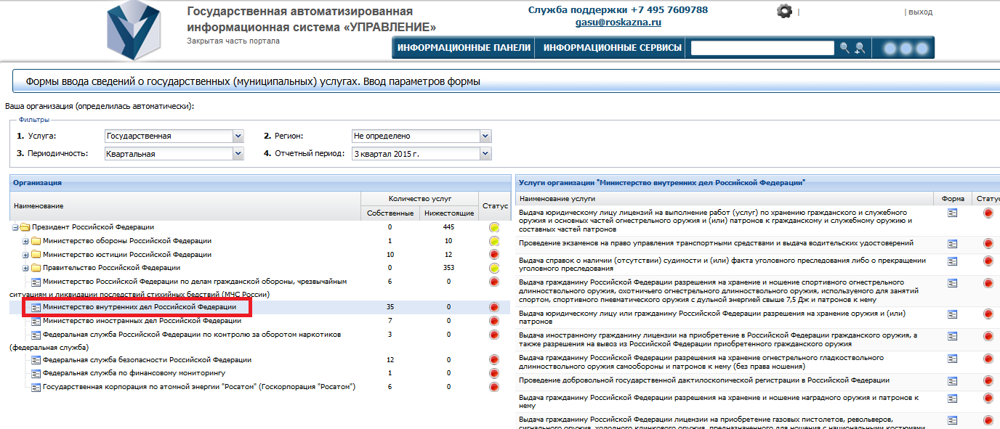 Государственная автоматизированная
информационная система «УПРАВЛЕНИЕ»
Закрытая часть портала
Служба поддержки +7 495 7609788
gasu@roskazna.ru
| | выход
ИНФОРМАЦИОННЫЕ ПАНЕЛИ ИНФОРМАЦИОННЫЕ СЕРВИСЫ
Формы ввода сведений о государственных (муниципальных) услугах. Ввод параметров формы
Ваша организация (определилась автоматически):
Фильтры
1. Услуга: Государственная 2. Регион: Не определено
3. Периодичность: Квартальная 4. Отчетный период: 3 квартал 2015 г.
Организация
Наименование Количество услуг Статус
Собственные Нижестоящие
Президент Российской Федерации 0 445
Министерство обороны Российской Федерации 1 10
Министерство юстиции Российской Федерации 10 12
Правительство Российской Федерации 0 353
Министерство Российской Федерации по делам гражданской обороны, чрезвычайным 6 0
ситуациям и ликвидации последствий стихийных бедствий (МЧС России)
Министерство внутренних дел Российской Федерации 35 0
Министерство иностранных дел Российской Федерации 7 0
Федеральная служба Российской Федерации по контролю за оборотом наркотиков 3 0
(федеральная служба)
Федеральная служба безопасности Российской Федерации 12 0
Федеральная служба по финансовому мониторингу 1 0
Государственная корпорация по атомной энергии "Росатом" (Госкорпорация "Росатом") 6 0
Услуги организации "Министерство внутренних дел Российской Федерации"
Наименование услуги Форма Статус
Выдача юридическому лицу лицензий на выполнение работ (услуг) по хранению гражданского и служебного
оружия и основных частей огнестрельного оружия и (или) патронов к гражданскому и служебному оружию и
составных частей патронов
Проведение экзаменов на право управления транспортными средствами и выдача водительских удостоверений
Выдача справок о наличии (отсутствии) судимости и (или) факта уголовного преследования либо о прекращении
уголовного преследования
Выдача гражданину Российской Федерации разрешения на хранение и ношение спортивного огнестрельного
длинноствольного оружия, охотничьего огнестрельного длинноствольного оружия, используемого для занятий
спортом, спортивного пневматического оружия с дульной энергией свыше 7,5 Дж и патронов к нему
Выдача юридическому лицу или гражданину Российской Федерации разрешения на хранение оружия и (или)
патронов
Выдача иностранному гражданину лицензии на приобретение в Российской Федерации гражданского оружия, а
также разрешения на вывоз из Российской Федерации приобретенного гражданского оружия
Выдача гражданину Российской Федерации разрешения на хранение огнестрельного гладкоствольного
длинноствольного оружия самообороны и патронов к нему (без права ношения)
Проведение добровольной государственной дактилоскопической регистрации в Российской Федерации
Выдача гражданину Российской Федерации разрешения на хранение и ношение наградного оружия и патронов к
нему
Выдача гражданину Российской Федерации лицензии на приобретение газовых пистолетов, револьверов,
сигнального оружия, холодного клинкового оружия, предназначенного для ношения с национальными костюмами